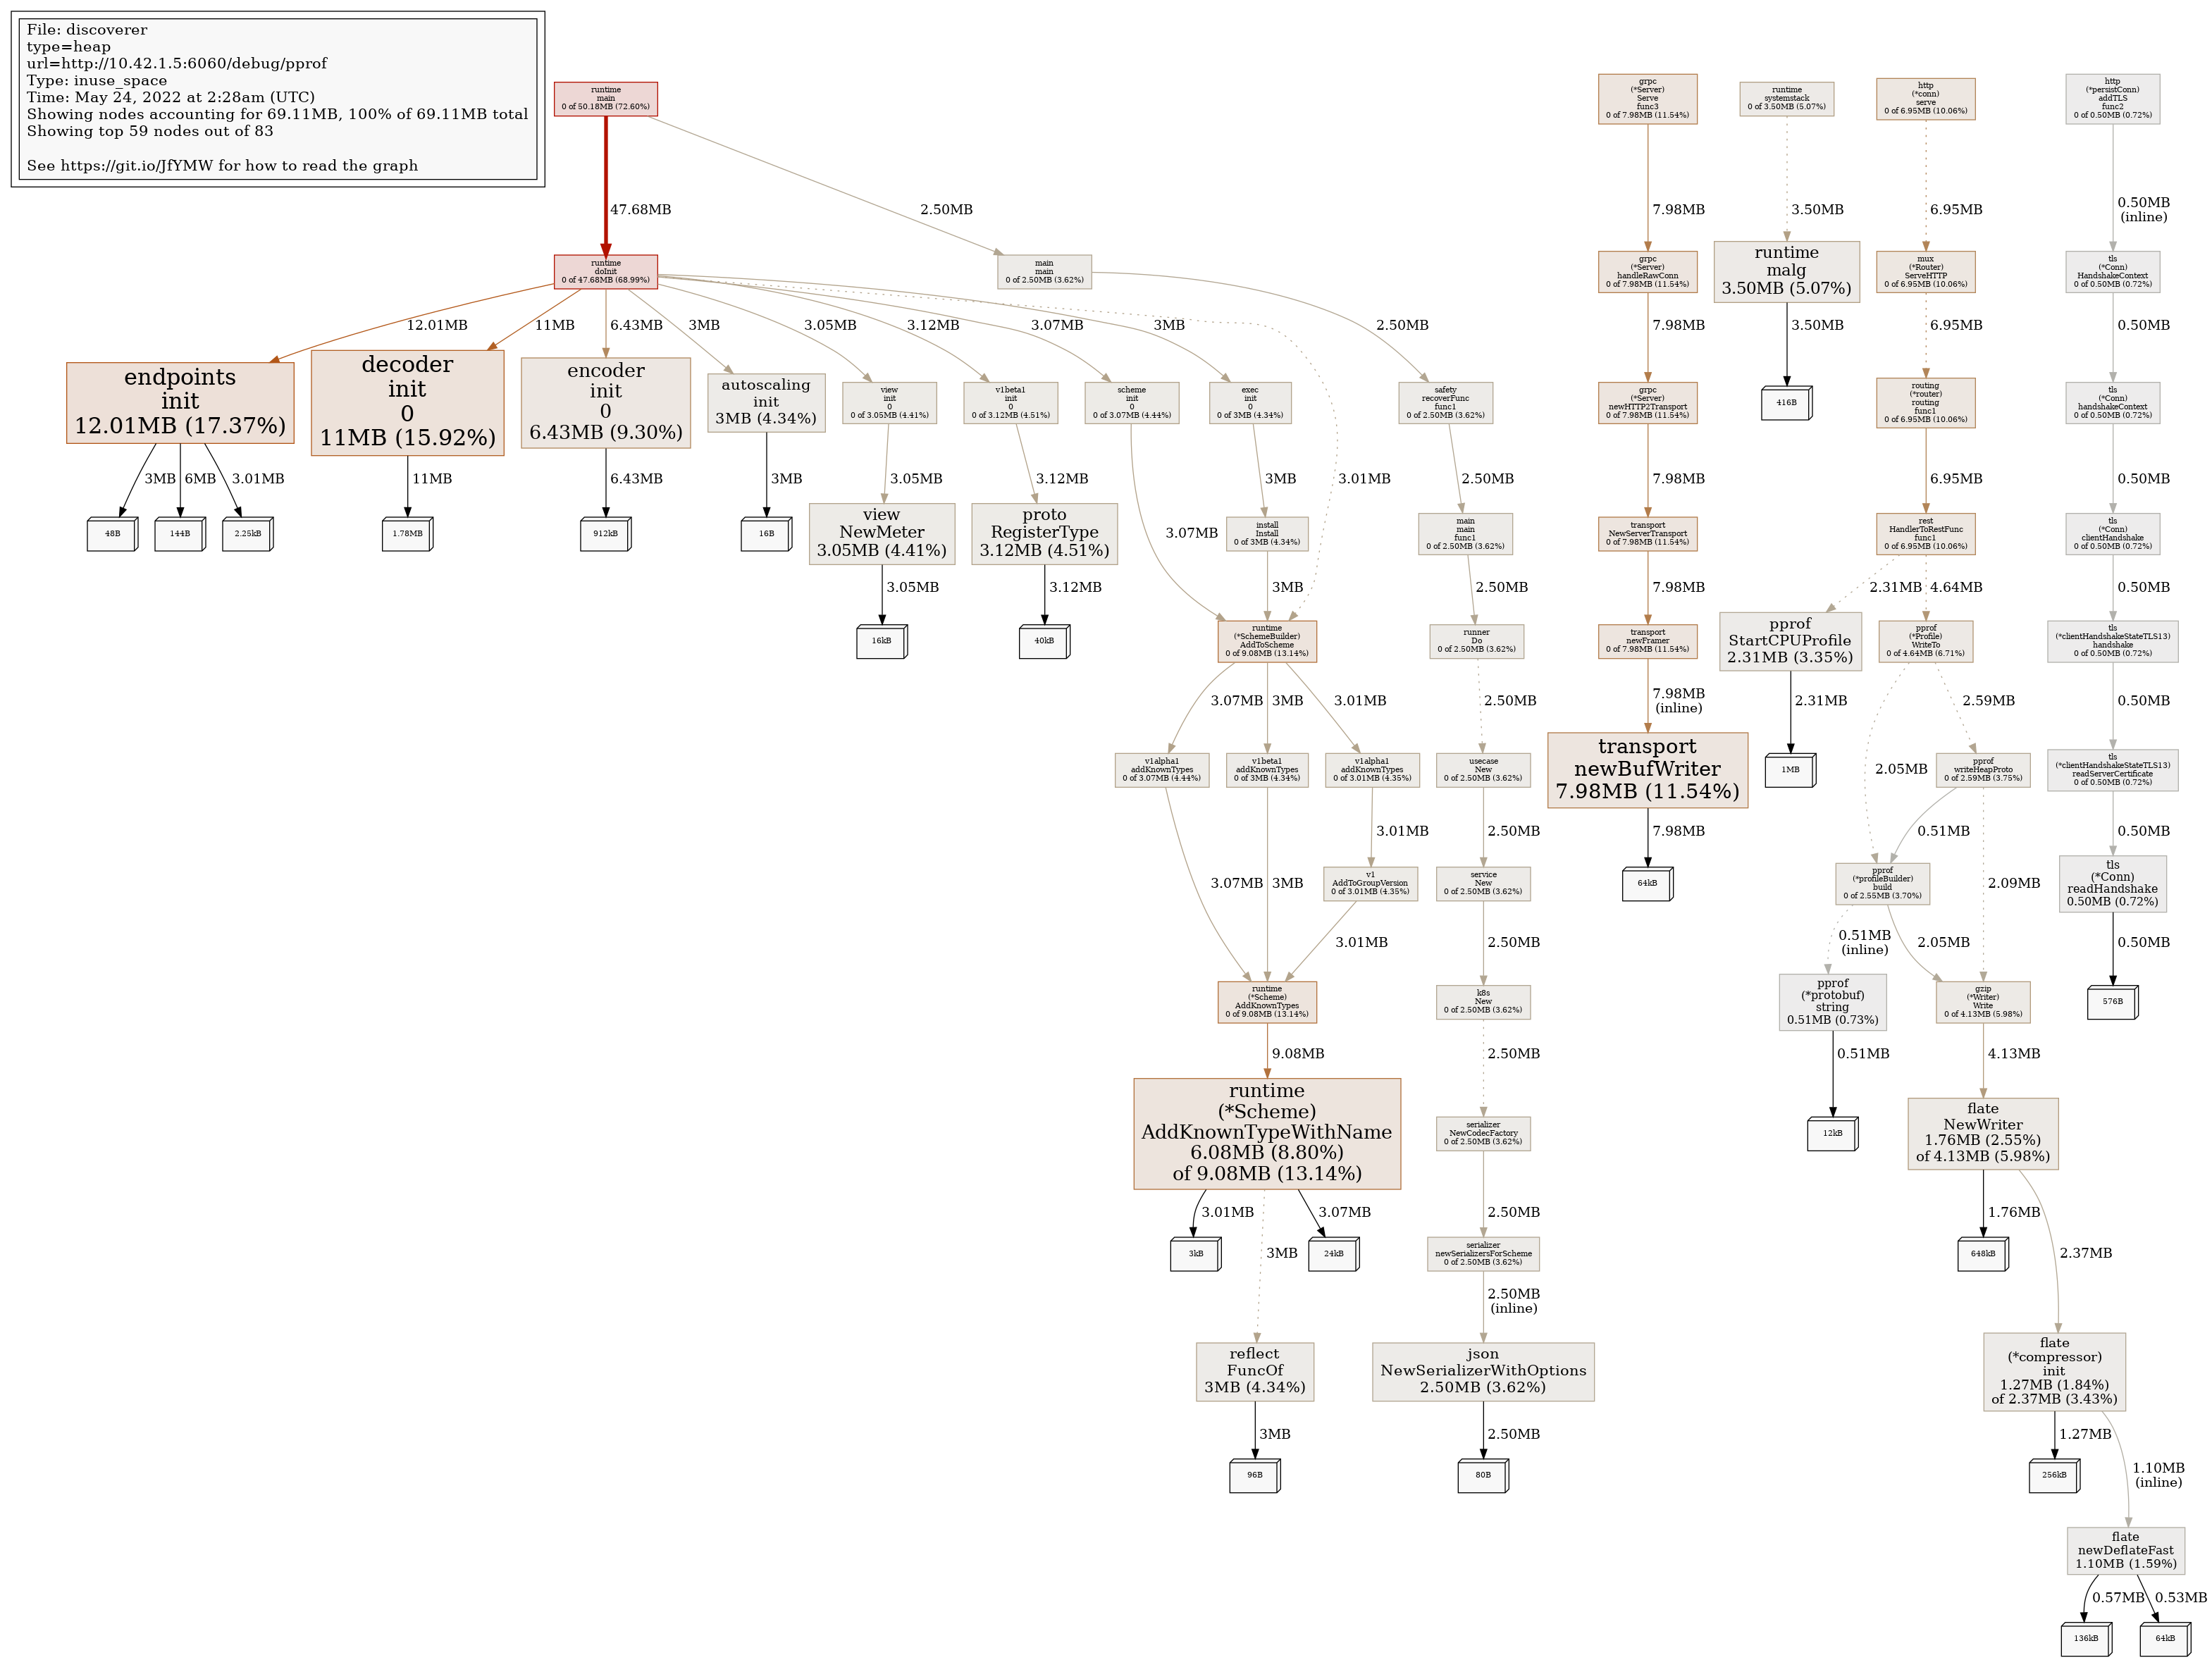 File: discoverer
type=heap
url=http://10.42.1.5:6060/debug/pprof
Type: inuse_space
Time: May 24, 2022 at 2:28am (UTC)
Showing nodes accounting for 69.11MB, 100% of 69.11MB total
Showing top 59 nodes out of 83
See https://git.io/JfYMW for how to read the graph
runtime
main
0 of 50.18MB (72.60%)
grpc
(*Server)
Serve
func3
0 of 7.98MB (11.54%)
runtime
systemstack
0 of 3.50MB (5.07%)
http
(*conn)
serve
0 of 6.95MB (10.06%)
http
(*persistConn)
addTLS
func2
0 of 0.50MB (0.72%)
47.68MB
2.50MB
7.98MB
3.50MB
6.95MB
0.50MB
(inline)
runtime
doInit
0 of 47.68MB (68.99%)
main
main
0 of 2.50MB (3.62%)
grpc
(*Server)
handleRawConn
0 of 7.98MB (11.54%)
runtime
malg
3.50MB (5.07%)
mux
(*Router)
ServeHTTP
0 of 6.95MB (10.06%)
tls
(*Conn)
HandshakeContext
0 of 0.50MB (0.72%)
12.01MB
11MB
6.43MB
3MB
3.05MB
3.12MB
3.07MB
3MB
2.50MB
7.98MB
3.50MB
6.95MB
0.50MB
endpoints
init
12.01MB (17.37%)
decoder
init
0
11MB (15.92%)
encoder
init
0
6.43MB (9.30%)
autoscaling
init
3MB (4.34%)
view
init
0
0 of 3.05MB (4.41%)
v1beta1
init
0
0 of 3.12MB (4.51%)
scheme
init
0
0 of 3.07MB (4.44%)
exec
init
0
0 of 3MB (4.34%)
safety
recoverFunc
func1
0 of 2.50MB (3.62%)
grpc
(*Server)
newHTTP2Transport
0 of 7.98MB (11.54%)
416B
routing
(*router)
routing
func1
0 of 6.95MB (10.06%)
tls
(*Conn)
handshakeContext
0 of 0.50MB (0.72%)
3MB
6MB
3.01MB
11MB
6.43MB
3MB
3.05MB
3.12MB
3MB
3.01MB
2.50MB
7.98MB
6.95MB
0.50MB
48B
144B
2.25kB
1.78MB
912kB
16B
view
NewMeter
3.05MB (4.41%)
proto
RegisterType
3.12MB (4.51%)
3.07MB
install
Install
0 of 3MB (4.34%)
main
main
func1
0 of 2.50MB (3.62%)
transport
NewServerTransport
0 of 7.98MB (11.54%)
rest
HandlerToRestFunc
func1
0 of 6.95MB (10.06%)
tls
(*Conn)
clientHandshake
0 of 0.50MB (0.72%)
3.05MB
3.12MB
3MB
2.50MB
7.98MB
2.31MB
4.64MB
0.50MB
16kB
40kB
runtime
(*SchemeBuilder)
AddToScheme
0 of 9.08MB (13.14%)
runner
Do
0 of 2.50MB (3.62%)
transport
newFramer
0 of 7.98MB (11.54%)
pprof
StartCPUProfile
2.31MB (3.35%)
pprof
(*Profile)
WriteTo
0 of 4.64MB (6.71%)
tls
(*clientHandshakeStateTLS13)
handshake
0 of 0.50MB (0.72%)
3.07MB
3MB
3.01MB
2.50MB
7.98MB
(inline)
2.31MB
2.59MB
0.50MB
v1alpha1
addKnownTypes
0 of 3.07MB (4.44%)
v1beta1
addKnownTypes
0 of 3MB (4.34%)
v1alpha1
addKnownTypes
0 of 3.01MB (4.35%)
usecase
New
0 of 2.50MB (3.62%)
transport
newBufWriter
7.98MB (11.54%)
1MB
2.05MB
pprof
writeHeapProto
0 of 2.59MB (3.75%)
tls
(*clientHandshakeStateTLS13)
readServerCertificate
0 of 0.50MB (0.72%)
3.01MB
2.50MB
7.98MB
0.51MB
0.50MB
3.07MB
3MB
v1
AddToGroupVersion
0 of 3.01MB (4.35%)
service
New
0 of 2.50MB (3.62%)
64kB
pprof
(*profileBuilder)
build
0 of 2.55MB (3.70%)
2.09MB
tls
(*Conn)
readHandshake
0.50MB (0.72%)
3.01MB
2.50MB
0.51MB
(inline)
2.05MB
0.50MB
runtime
(*Scheme)
AddKnownTypes
0 of 9.08MB (13.14%)
k8s
New
0 of 2.50MB (3.62%)
pprof
(*protobuf)
string
0.51MB (0.73%)
gzip
(*Writer)
Write
0 of 4.13MB (5.98%)
576B
9.08MB
2.50MB
0.51MB
4.13MB
runtime
(*Scheme)
AddKnownTypeWithName
6.08MB (8.80%)
of 9.08MB (13.14%)
serializer
NewCodecFactory
0 of 2.50MB (3.62%)
12kB
flate
NewWriter
1.76MB (2.55%)
of 4.13MB (5.98%)
3.01MB
3MB
3.07MB
2.50MB
1.76MB
2.37MB
3kB
24kB
serializer
newSerializersForScheme
0 of 2.50MB (3.62%)
648kB
2.50MB
(inline)
reflect
FuncOf
3MB (4.34%)
json
NewSerializerWithOptions
2.50MB (3.62%)
flate
(*compressor)
init
1.27MB (1.84%)
of 2.37MB (3.43%)
3MB
2.50MB
1.27MB
1.10MB
(inline)
96B
80B
256kB
flate
newDeflateFast
1.10MB (1.59%)
0.57MB
0.53MB
136kB
64kB